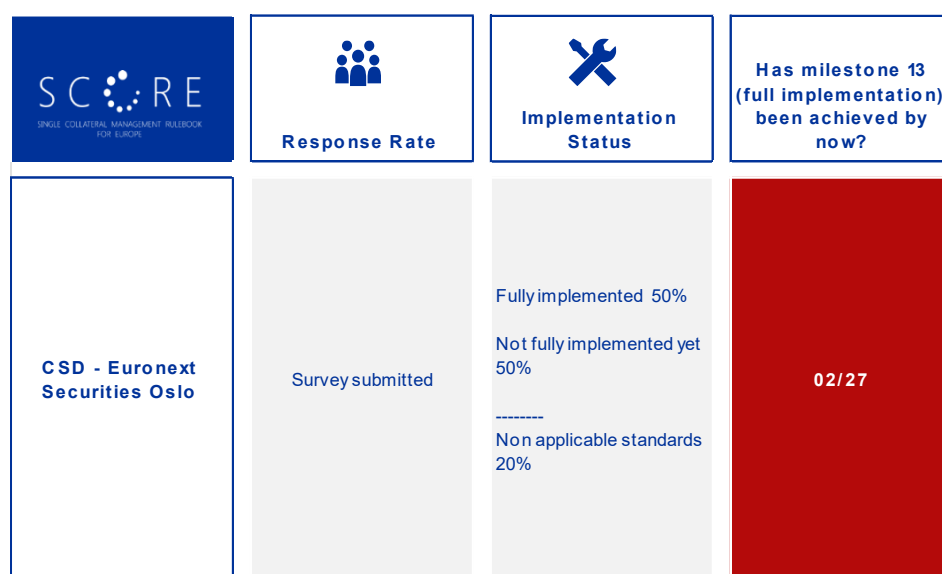 SCORE
SINGLE COLLATERAL MANAGEMENT RULEBOOK
FOR EUROPE
Response Rate
Implementation
Status
Has milestone 13
(full implementation)
been achieved by
now?
CSD - Euronext
Securities Oslo
Survey submitted
Fully implemented 50%
Not fully implemented yet
50%
--------
Non applicable standards
20%
02/27